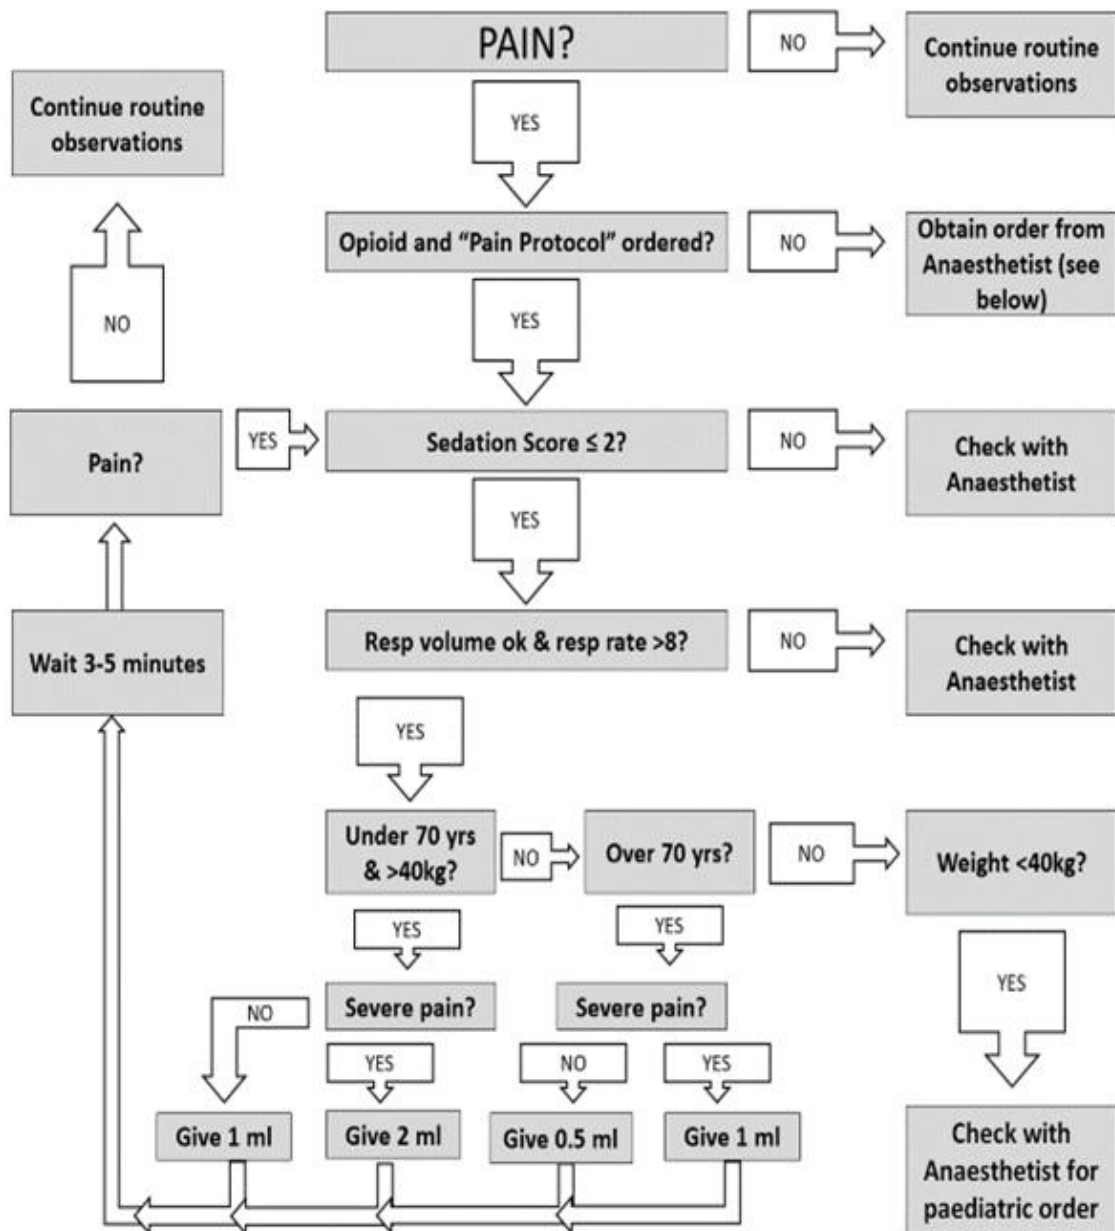 PAIN?
NO
Continue routine
observations
Continue routine
observations
YES
Opioid and “Pain Protocol” ordered?
NO
Obtain order from
Anaesthetist (see
below)
NO
YES
Pain?
YES
Sedation Score ≤ 2?
NO
Check with
Anaesthetist
YES
Wait 3-5 minutes
Resp volume ok & resp rate >8?
NO
Check with
Anaesthetist
YES
Under 70 yrs
& >40kg?
NO
Over 70 yrs?
NO
Weight <40kg?
YES
YES
YES
NO
Severe pain?
Severe pain?
YES
NO
YES
Give 1 ml
Give 2 ml
Give 0.5 ml
Give 1 ml
Check with
Anaesthetist for
paediatric order